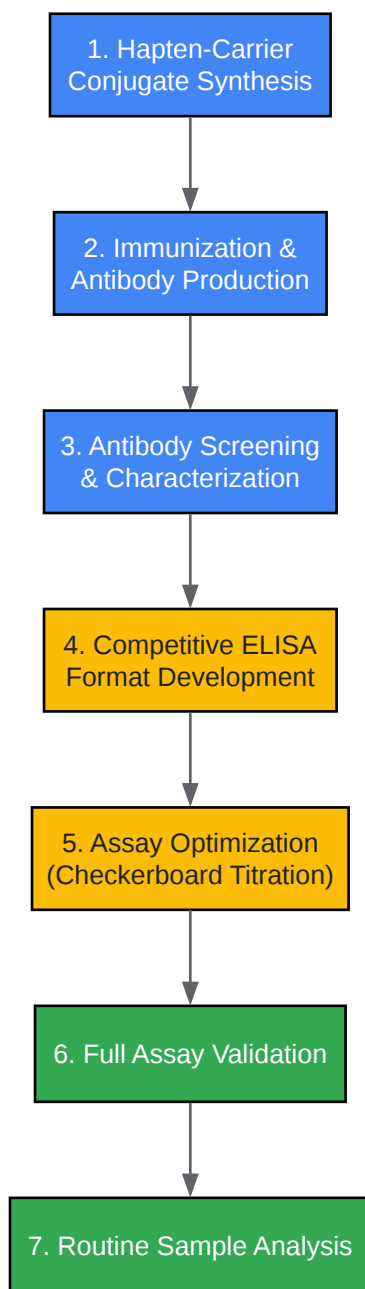 1. Hapten-Carrier
Conjugate Synthesis
2. Immunization &
Antibody Production
3. Antibody Screening
& Characterization
4. Competitive ELISA
Format Development
5. Assay Optimization
(Checkerboard Titration)
6. Full Assay Validation
7. Routine Sample Analysis